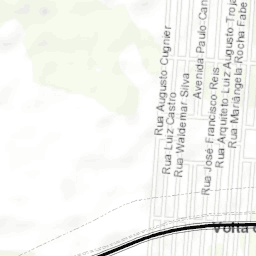 Rua Augusto Cugnier
Rua Luiz Castro
Rua Waldemar Silva
Avenida Paulo Can
Rua José Francisco Reis
Rua Arquiteto Luiz Augusto Troja
Rua Mariângela Rocha Fabe
Volta